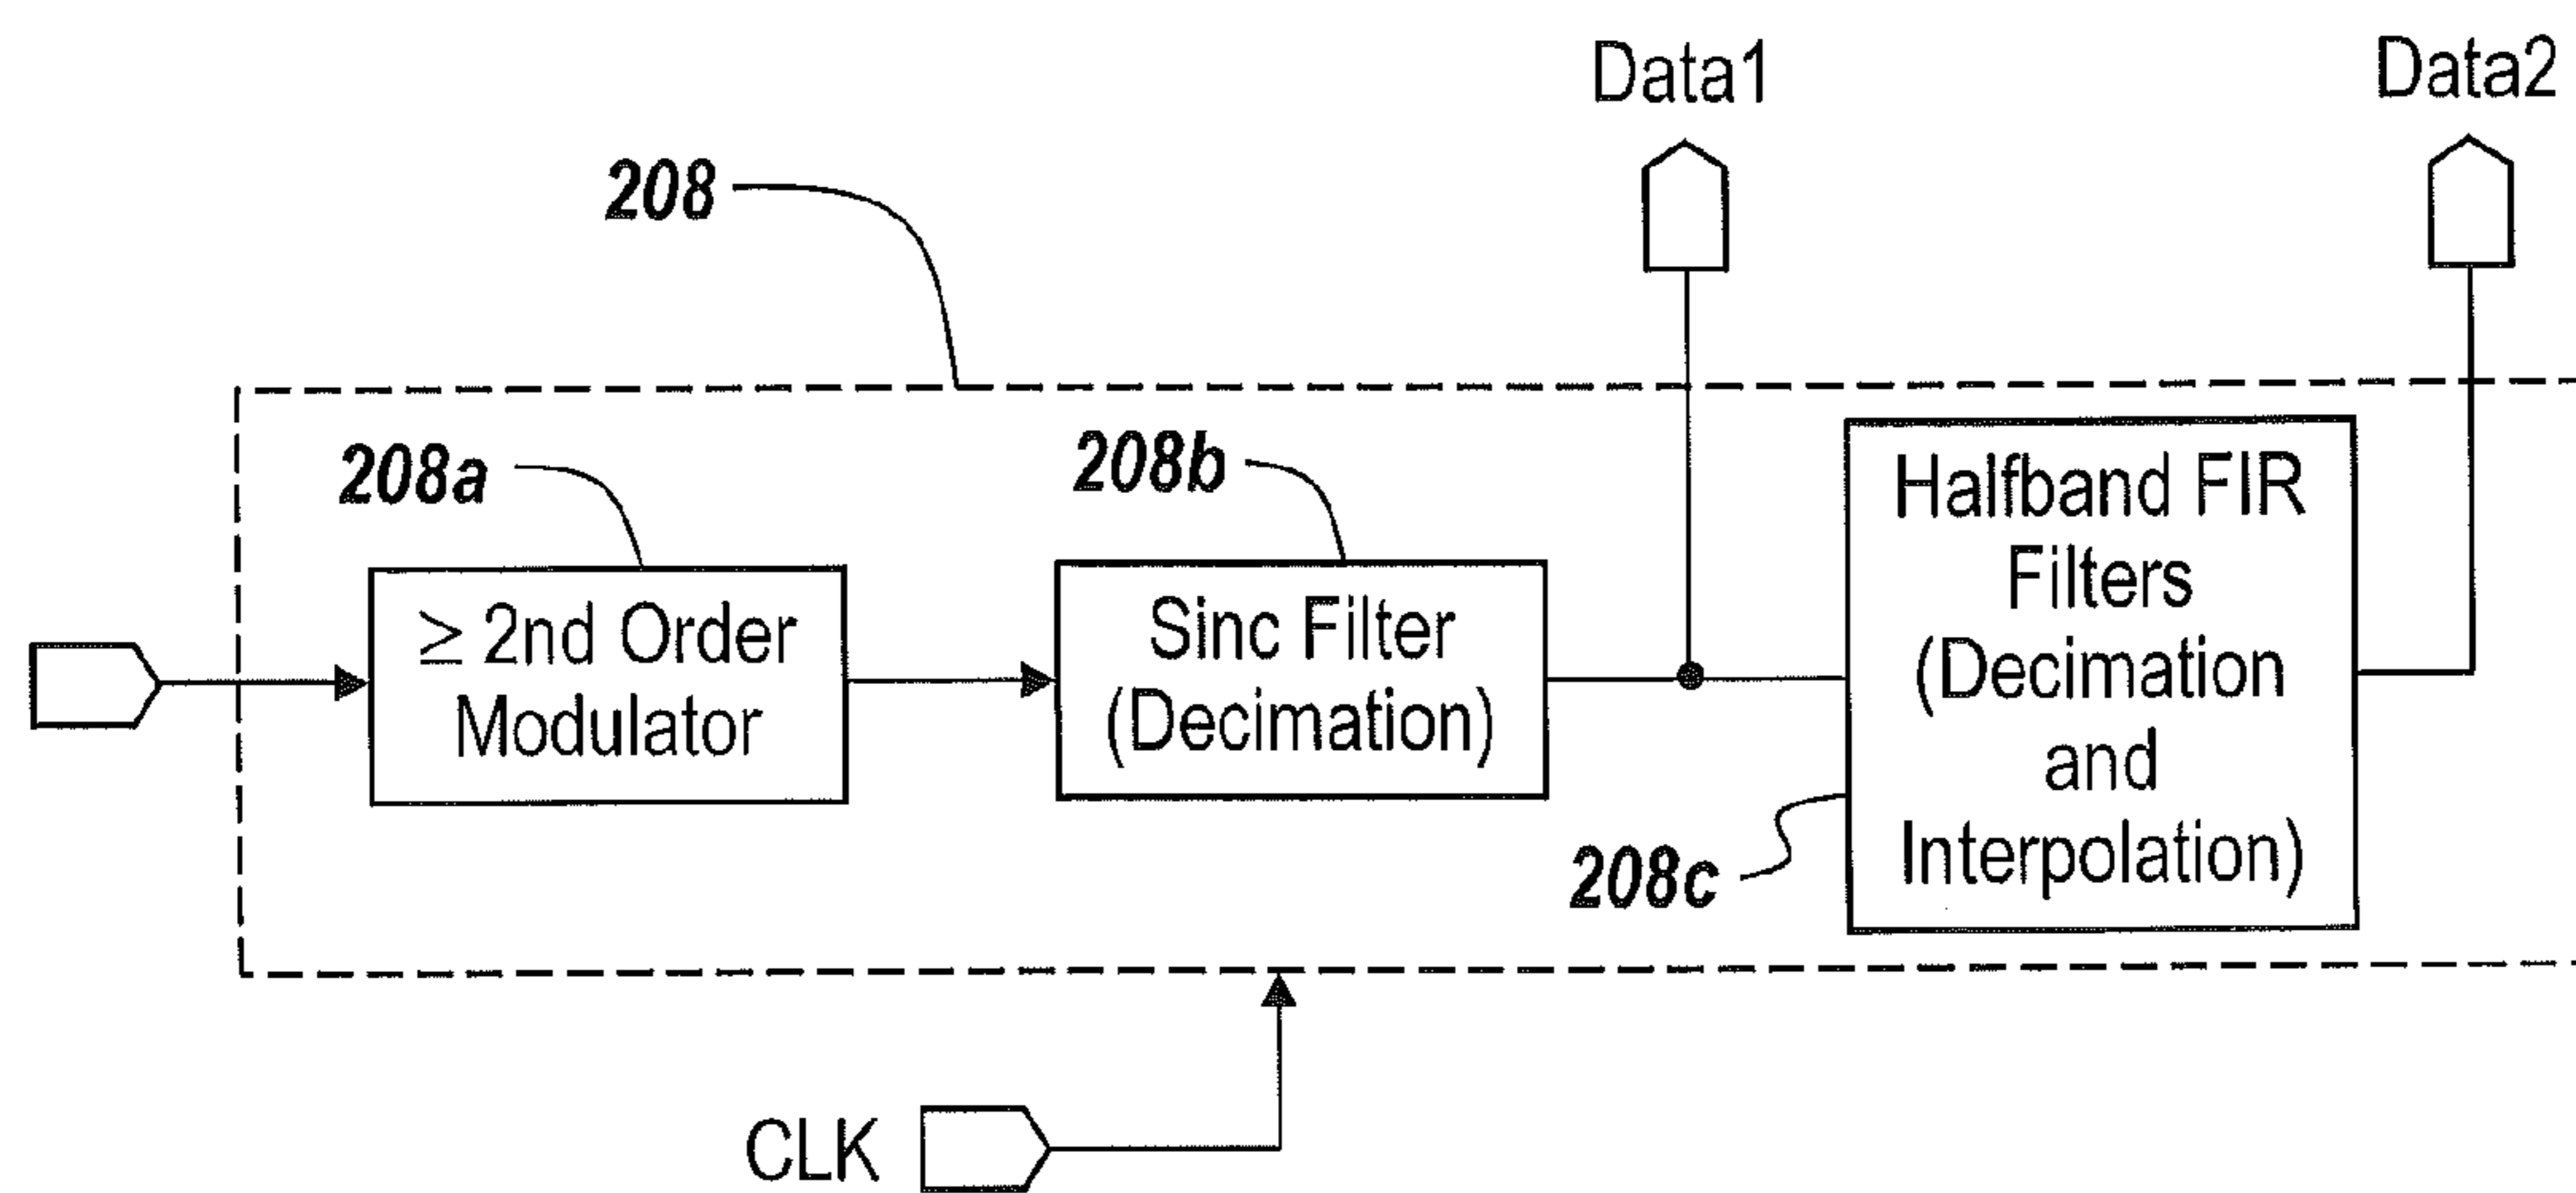 Data1
Data2
208
208a
208b
≥ 2nd Order
Modulator
Sinc Filter
(Decimation)
Halfband FIR
Filters
(Decimation
and
Interpolation)
208c
CLK